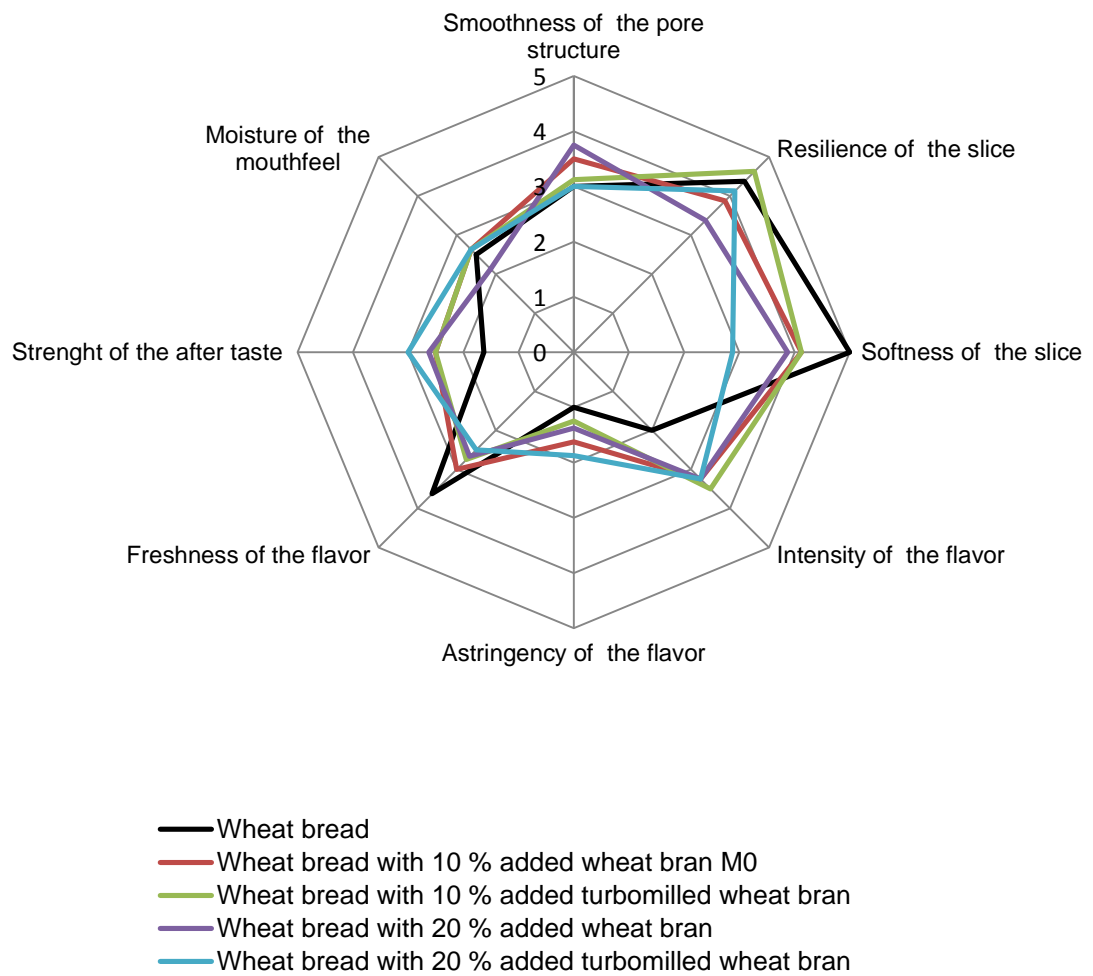 Smoothness of the pore
structure
5
Moisture of the
mouthfeel
4
Resilience of the slice
3
2
1
Strenght of the after taste
0
Softness of the slice
Freshness of the flavor
Intensity of the flavor
Astringency of the flavor
Wheat bread
Wheat bread with 10 % added wheat bran M0
Wheat bread with 10 % added turbomilled wheat bran
Wheat bread with 20 % added wheat bran
Wheat bread with 20 % added turbomilled wheat bran